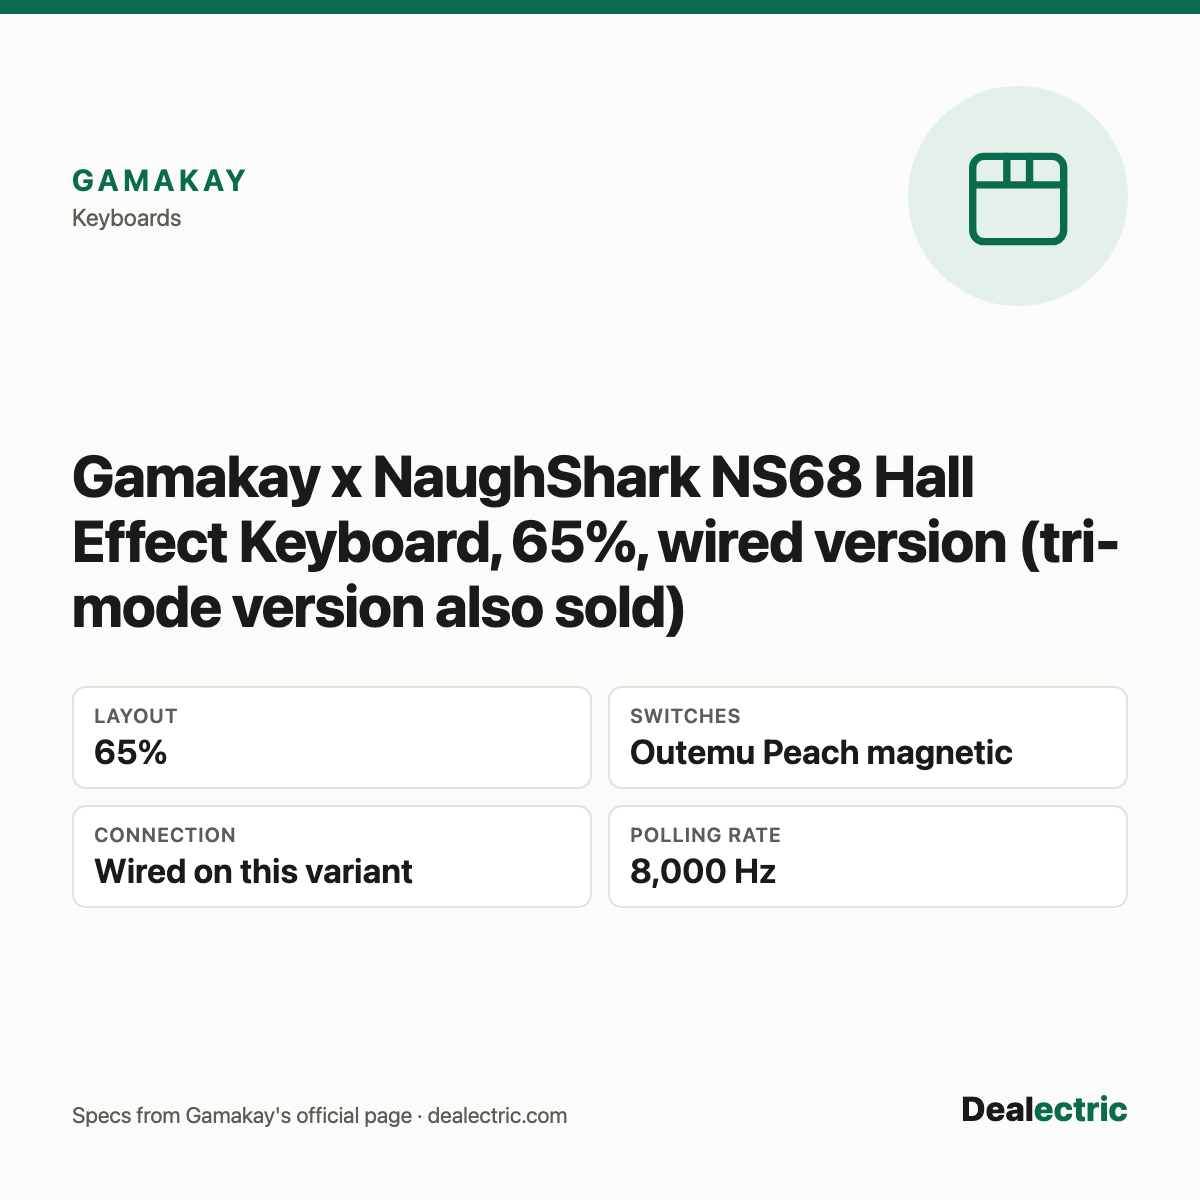 GAMAKAY
Keyboards
Gamakay x NaughShark NS68 Hall
Effect Keyboard, 65%, wired version (tri-
mode version also sold)
LAYOUT
65%
SWITCHES
Outemu Peach magnetic
CONNECTION
Wired on this variant
POLLING RATE
8,000 Hz
Specs from Gamakay's official page · dealectric.com
Dealectric